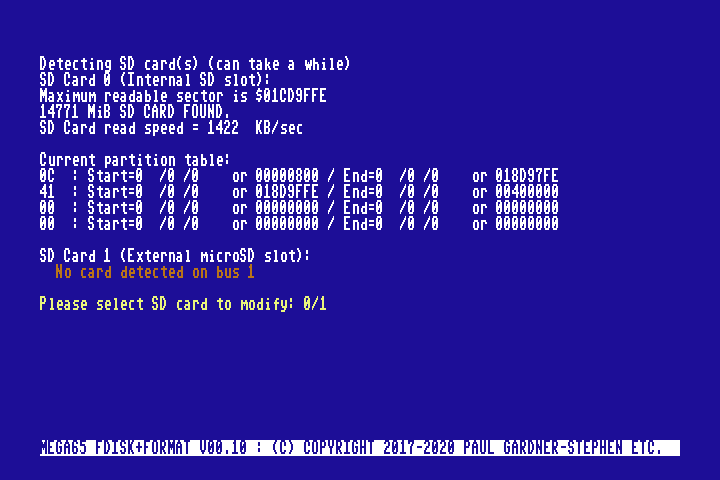 Detecting SD card(s) (can take a while)
SD Card 0 (Internal SD slot):
Maximum readable sector is $01CD9FFE
14771 MiB SD CARD FOUND.
SD Card read speed = 1422  KB/sec
Current partition table:
0C  : Start=0  /0 /0    or 00000800 / End=0  /0 /0    or 018D97FE
41  : Start=0  /0 /0    or 018D9FFE / End=0  /0 /0    or 00400000
00  : Start=0  /0 /0    or 00000000 / End=0  /0 /0    or 00000000
00  : Start=0  /0 /0    or 00000000 / End=0  /0 /0    or 00000000
SD Card 1 (External microSD slot):
No card detected on bus 1
Please select SD card to modify: 0/1
MEGA65 FDISK+FORMAT V00.10 : (C) COPYRIGHT 2017-2020 PAUL GARDNER-STEPHEN ETC.